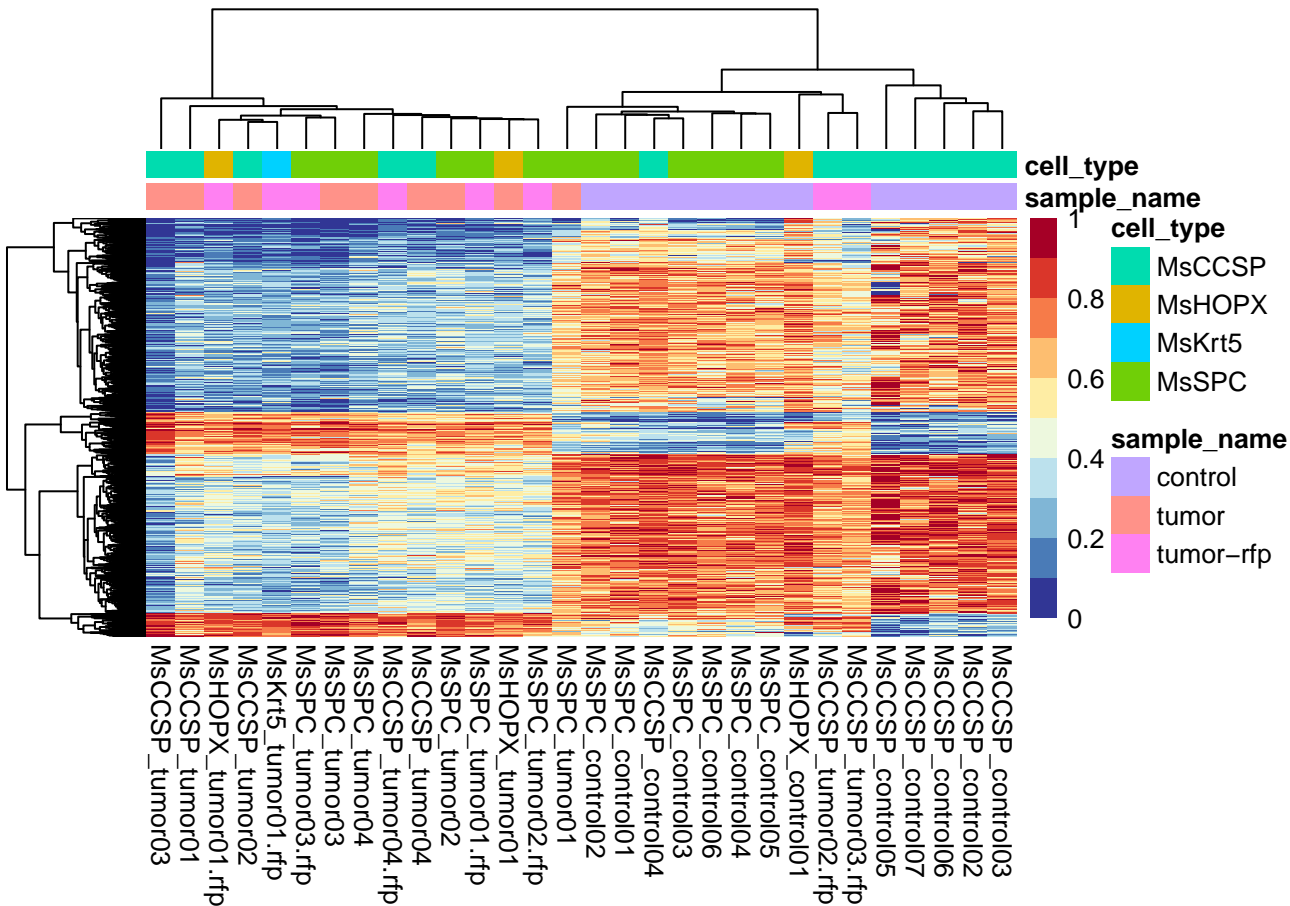 cell_type
sample_name
1
0.8
0.6
0.4
0.2
0
cell_type
MsCCSP
MsHOPX
MsKrt5
MsSPC
sample_name
control
tumor
tumor−rfp
MsCCSP_tumor03
MsCCSP_tumor01
MsHOPX_tumor01.rfp
MsCCSP_tumor02
MsKrt5_tumor01.rfp
MsSPC_tumor03.rfp
MsSPC_tumor03
MsSPC_tumor04
MsCCSP_tumor04.rfp
MsCCSP_tumor04
MsSPC_tumor02
MsSPC_tumor01.rfp
MsHOPX_tumor01
MsSPC_tumor02.rfp
MsSPC_tumor01
MsSPC_control02
MsSPC_control01
MsCCSP_control04
MsSPC_control03
MsSPC_control06
MsSPC_control04
MsSPC_control05
MsHOPX_control01
MsCCSP_tumor02.rfp
MsCCSP_tumor03.rfp
MsCCSP_control05
MsCCSP_control07
MsCCSP_control06
MsCCSP_control02
MsCCSP_control03